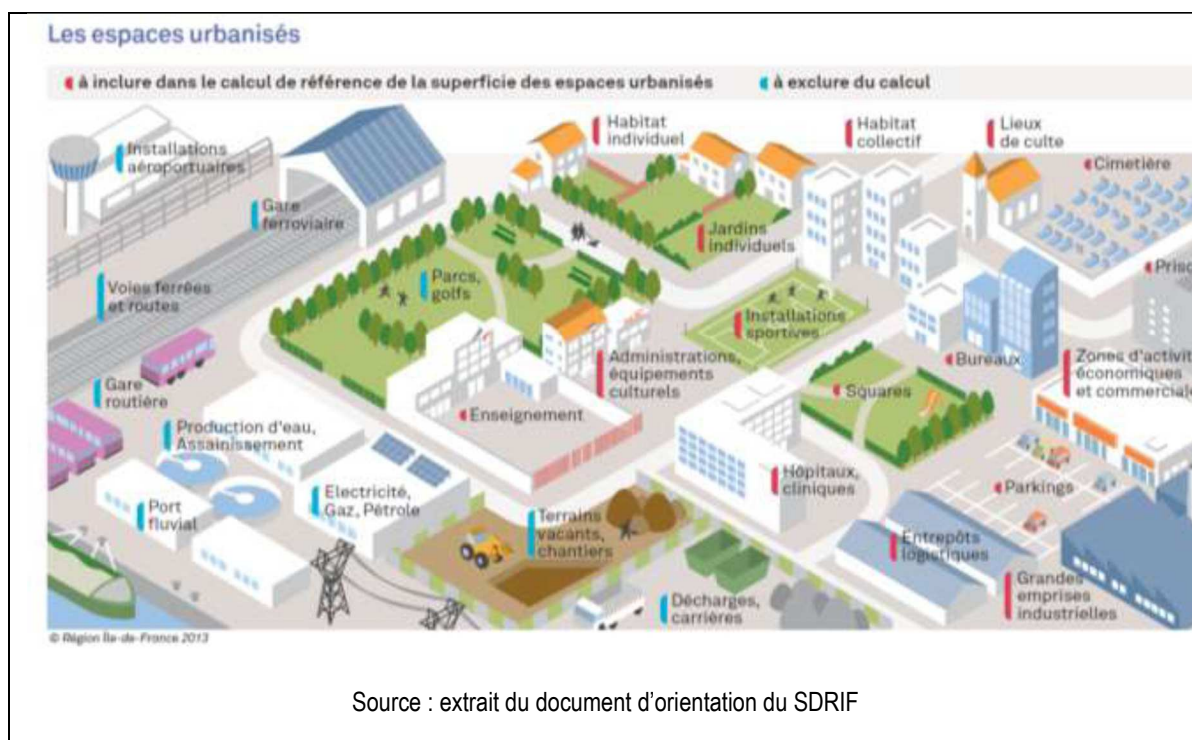 Les espaces urbanisés
à inclure dans le calcul de référence de la superficie des espaces urbanisés
à exclure du calcul
Installations
aéroportuaires
Gare
ferroviaire
Habitat
individuel
Habitat
collectif
Lieux
de culte
Cimetière
Jardins
individuels
Voies ferrées
et routes
Parcs,
golfs
Installations
sportives
Priso
Gare
routière
Administrations,
équipements
culturels
Bureaux
Zones d'activit
économiques
et commerciale
Enseignement
Squares
Production d'eau,
Assainissement
Hôpitaux,
cliniques
Parkings
Port
fluvial
Electricité,
Gaz, Pétrole
Terrains
vacants,
chantiers
Entrepôts
logistiques
Décharges,
carrières
Grandes
emprises
industrielles
© Région Île-de-France 2013
Source : extrait du document d'orientation du SDRIF